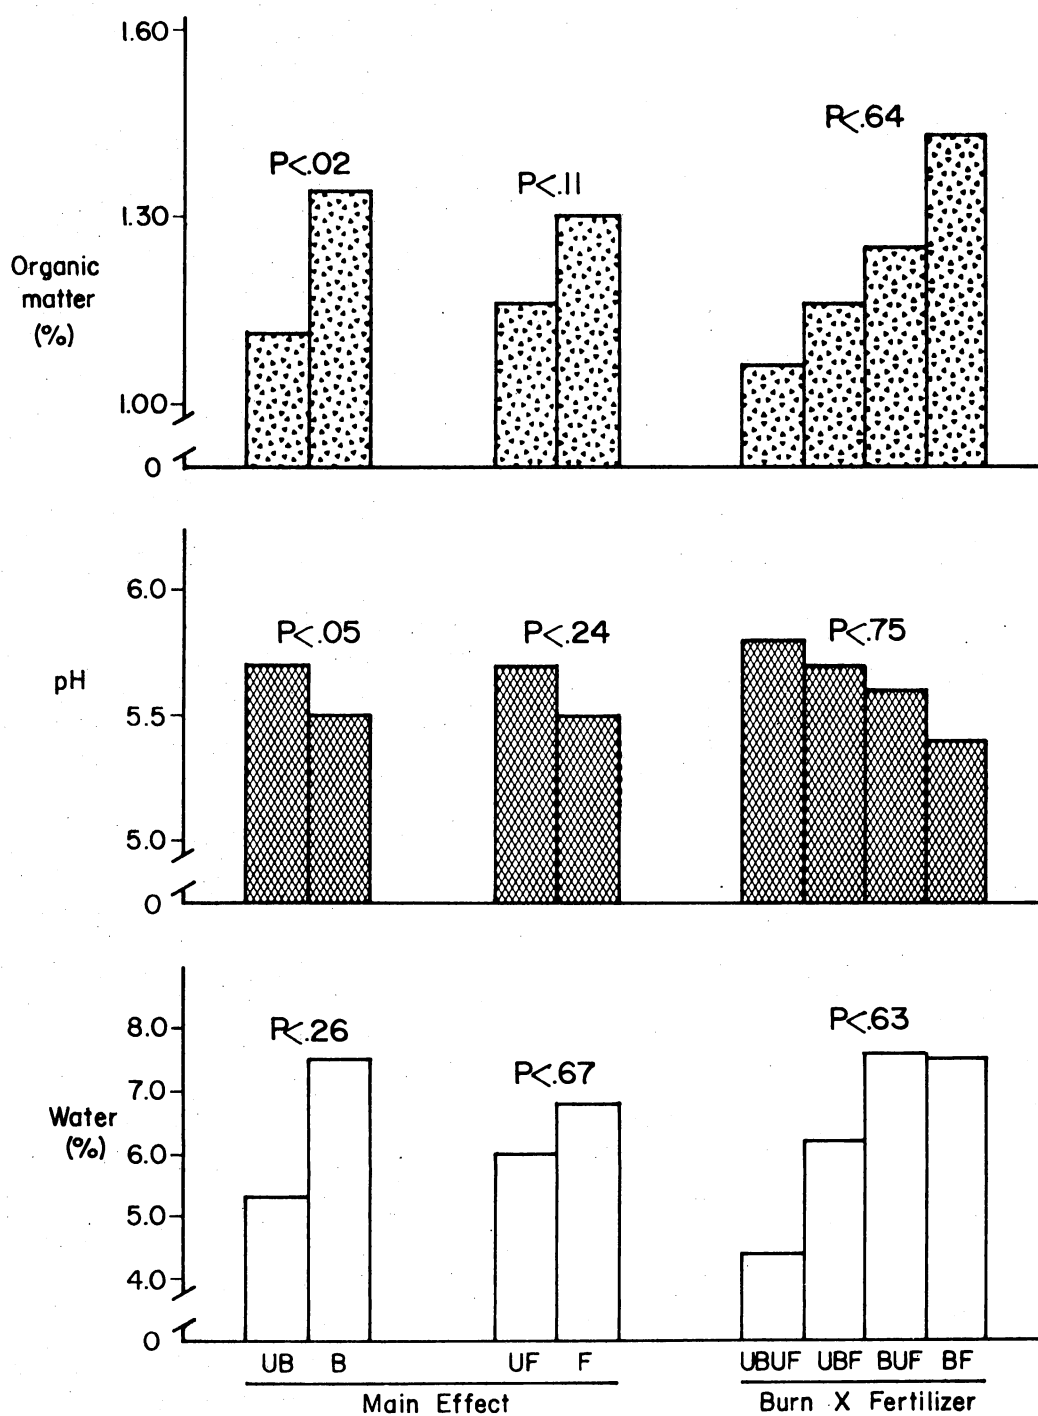 1.60
P<.64
P<.02
P<.11
1.30
Organic
matter
(%)
1.00
0
6.0
P<.05
P<.24
P<.75
pH
5.5
5.0
0
8.0
P<.26
P<.63
P<.67
7.0
Water
(%)
6.0
5.0
4.0
0
UB B UF F UBUF UBF BUF BF
Main Effect Burn X Fertilizer